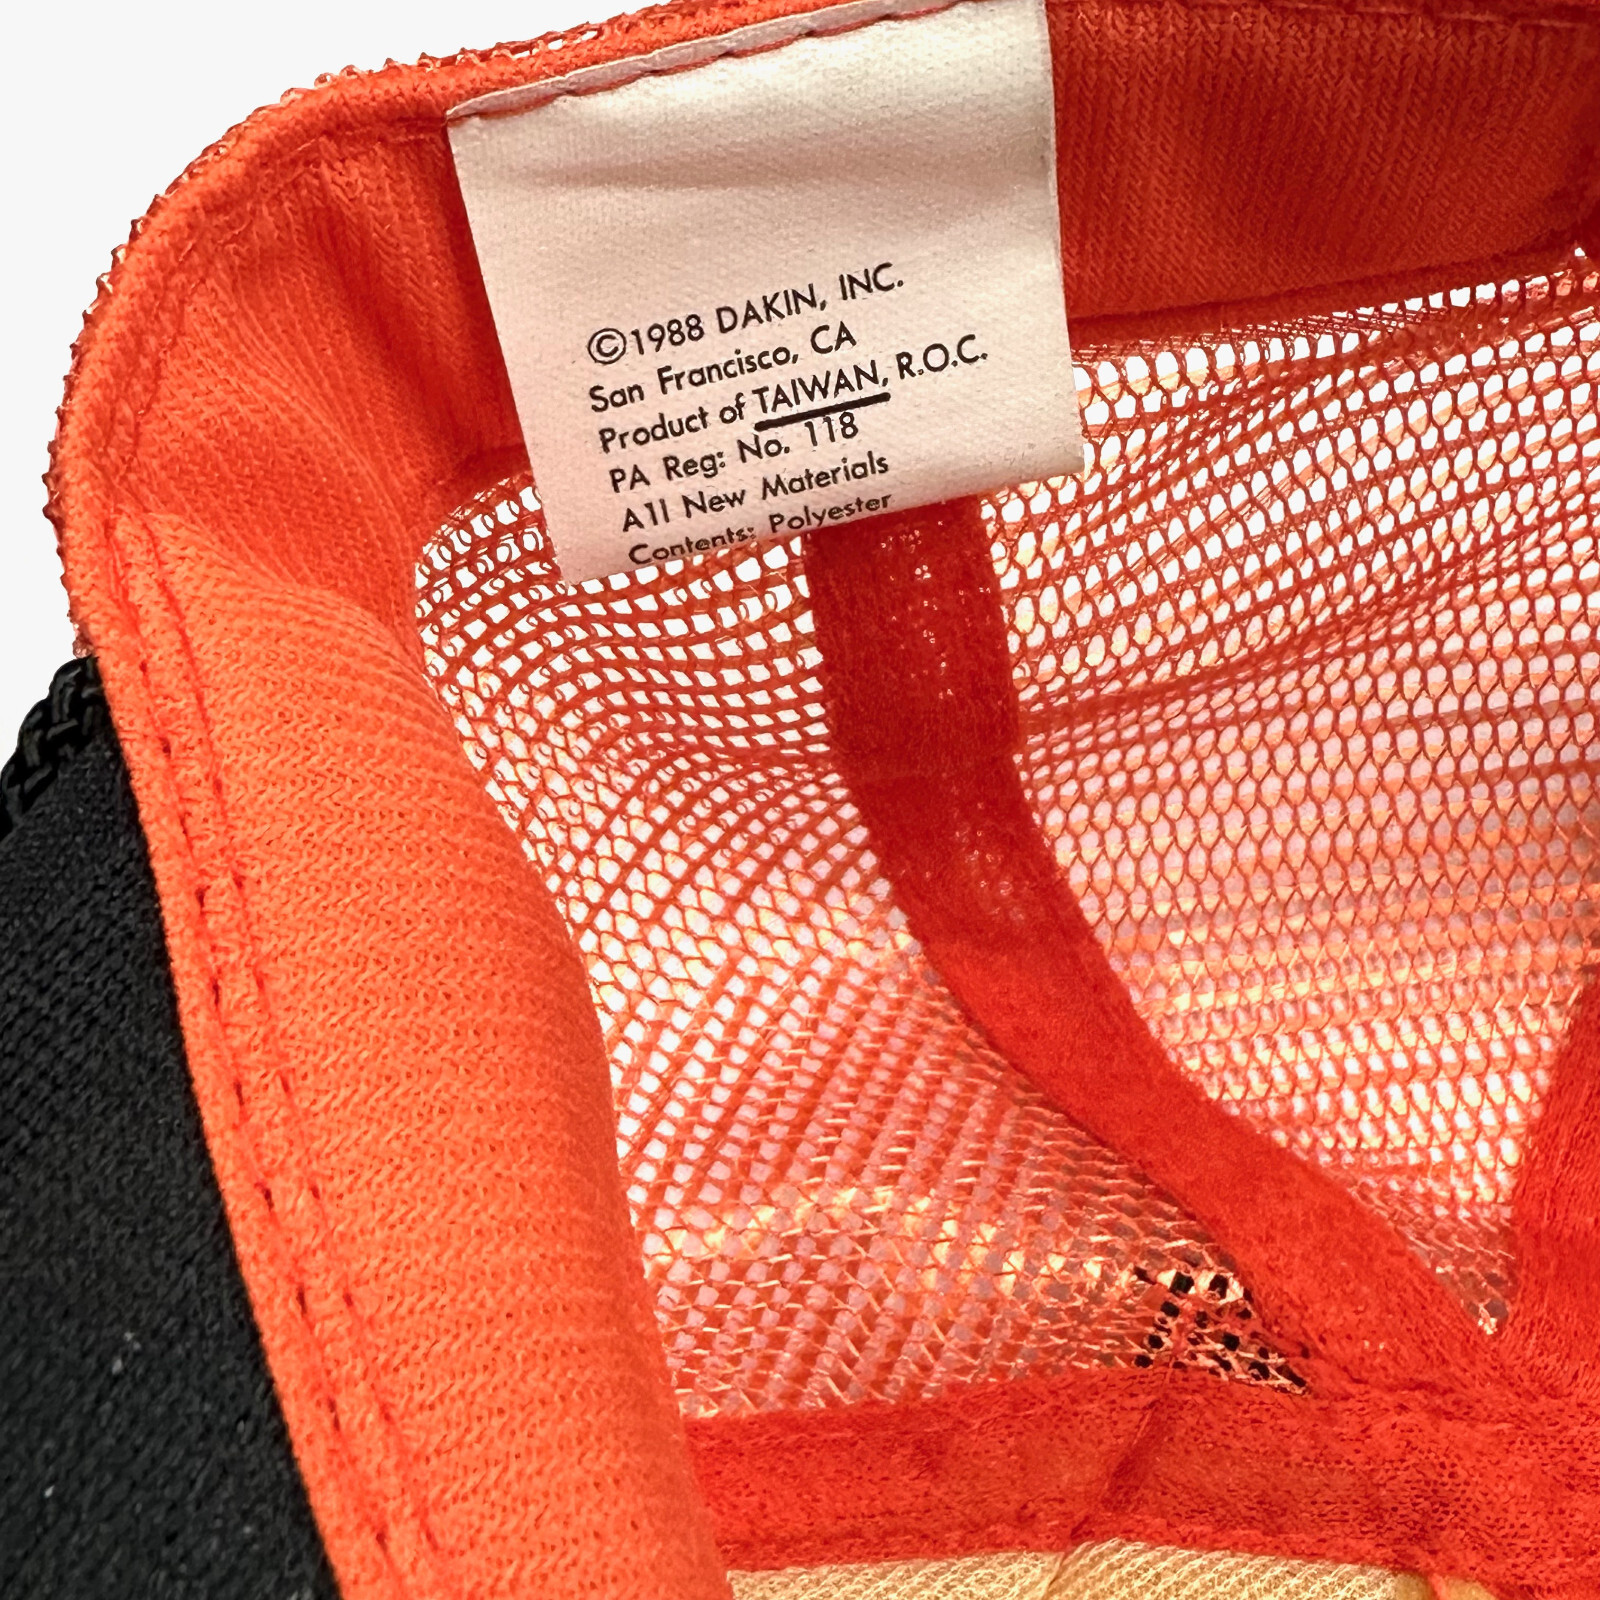 ©1988 DAKIN, INC.
San Francisco, CA
Product of TAIWAN, R.O.C.
PA Reg: No. 118
All New Materials
Contents: Polyester